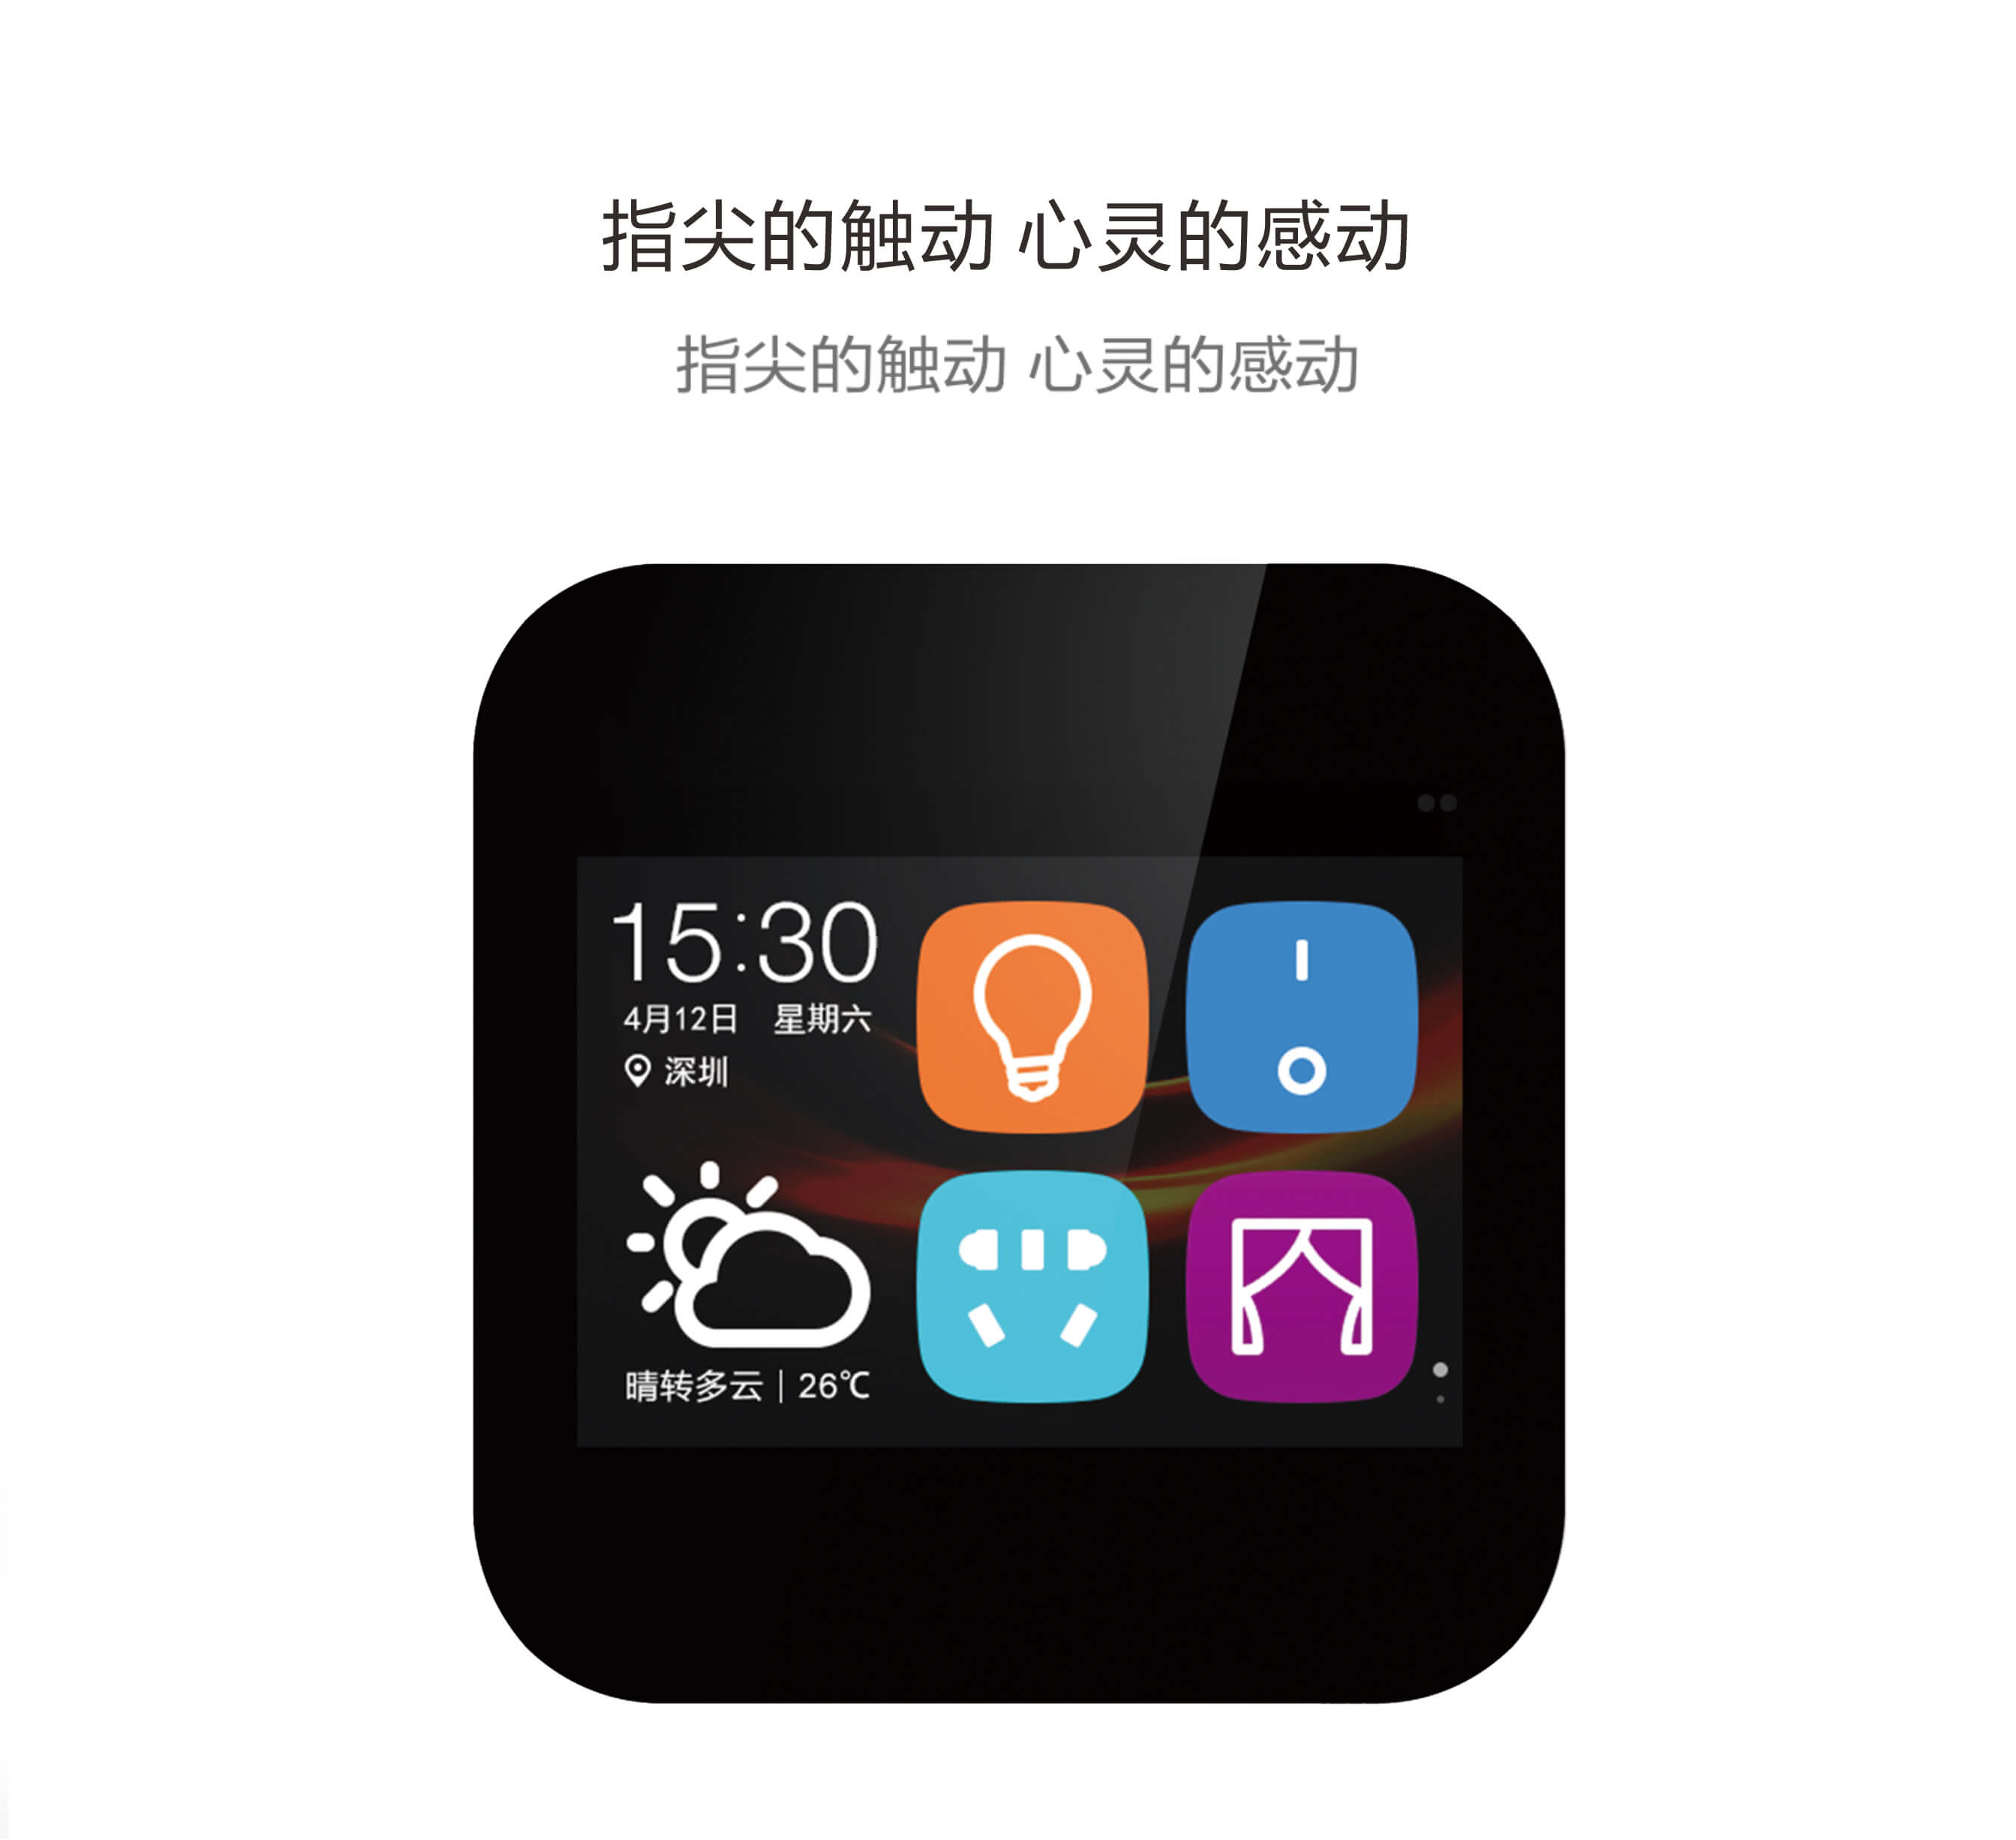 指尖的触动 心灵的感动
指尖的触动 心灵的感动
15:30
4月12日 星期六
深圳
晴转多云｜26℃